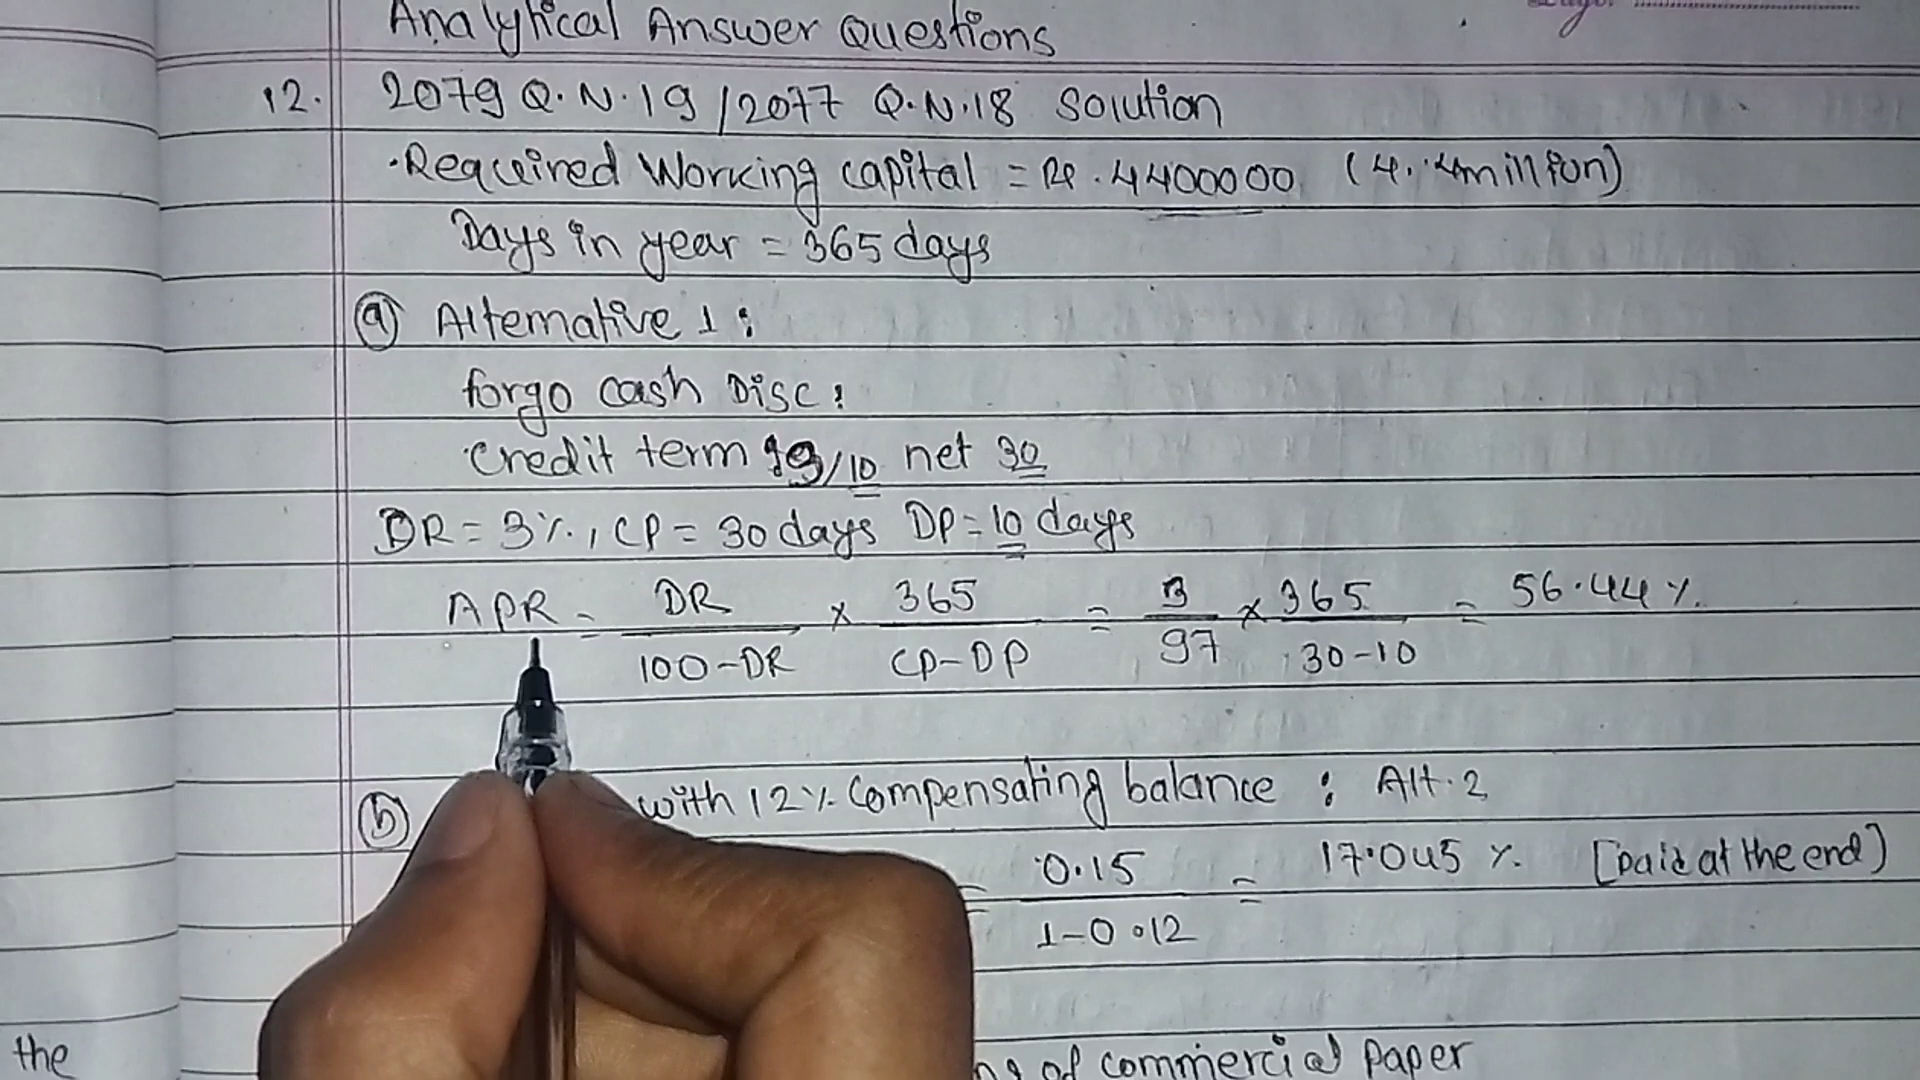 Analytical Answer Questions
12. 2079 Q.N.19 / 2077 Q.N.18 Solution
Required Working capital = Rs. 4400000 (4.4million)
Days in year = 365 days
(a) Alternative 1 :
forgo cash Disc :
credit term 3/10 net 30
DR = 3%, CP = 30 days DP = 10 days
APR = DR / 100-DR × 365 / CP-DP = 3 / 97 × 365 / 30-10 = 56.44 %
(b) with 12% compensating balance : Alt. 2
= 0.15 / 1-0.12 = 17.045 % [paid at the end]
the
of commercial paper